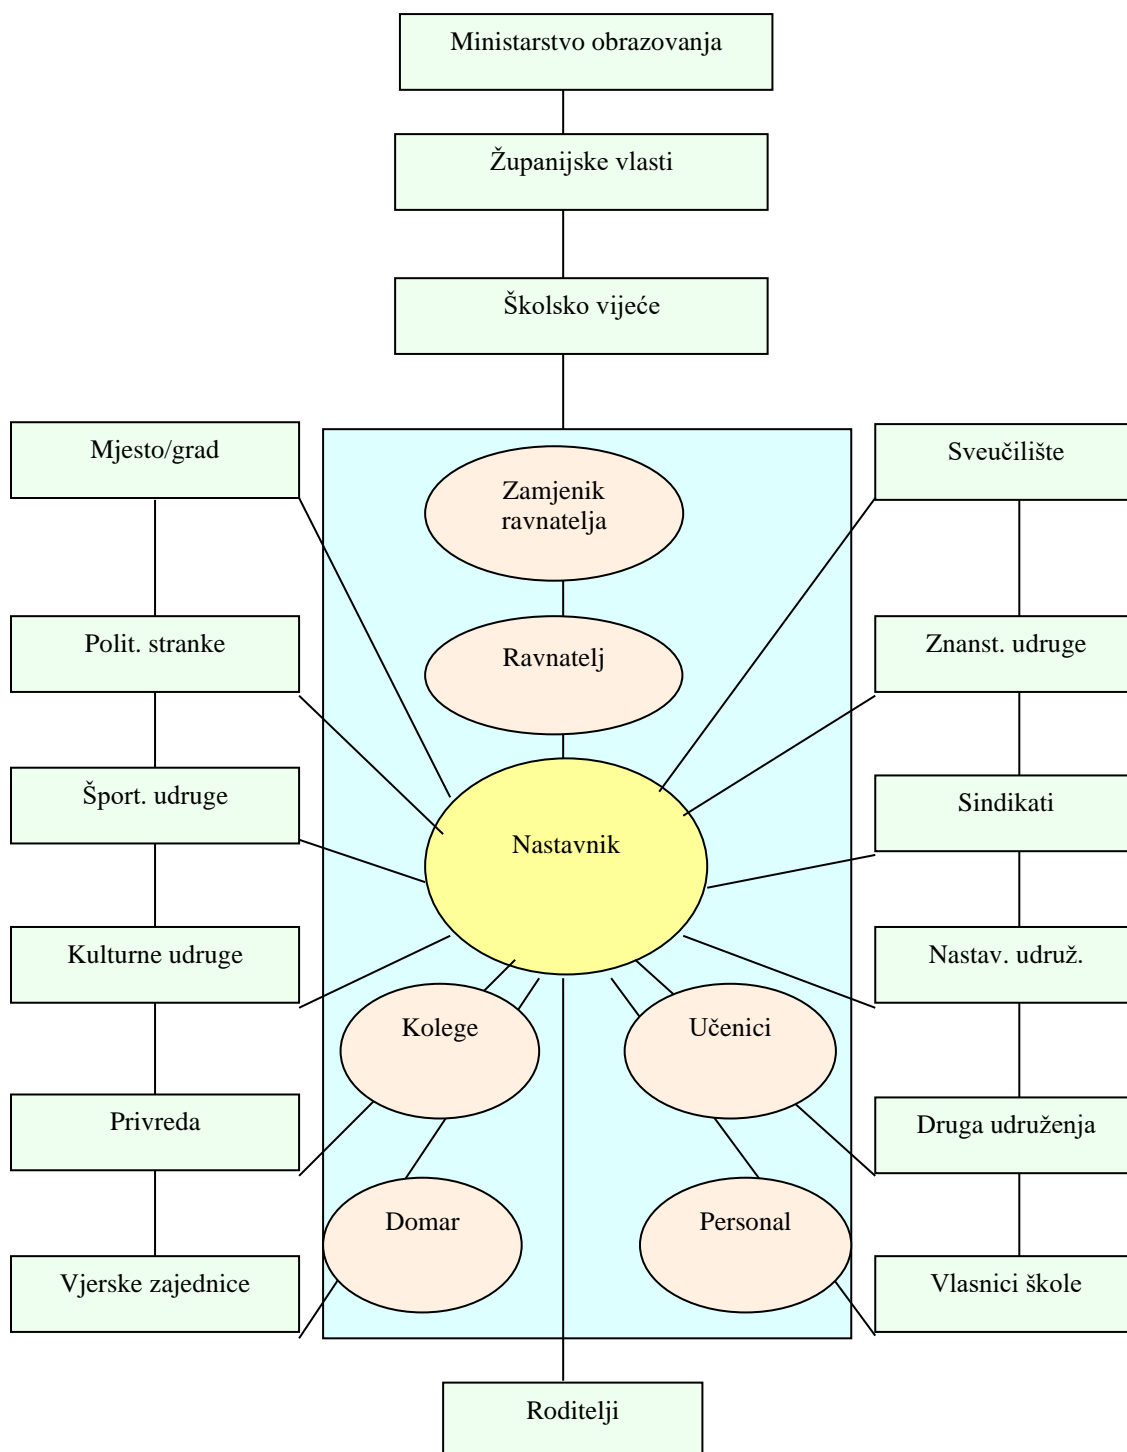 Ministarstvo obrazovanja
Županijske vlasti
Školsko vijeće
Mjesto/grad
Sveučilište
Zamjenik
ravnatelja
Polit. stranke
Ravnatelj
Znanst. udruge
Šport. udruge
Nastavnik
Sindikati
Kulturne udruge
Nastav. udruž.
Kolege
Učenici
Privreda
Druga udruženja
Domar
Personal
Vjerske zajednice
Vlasnici škole
Roditelji